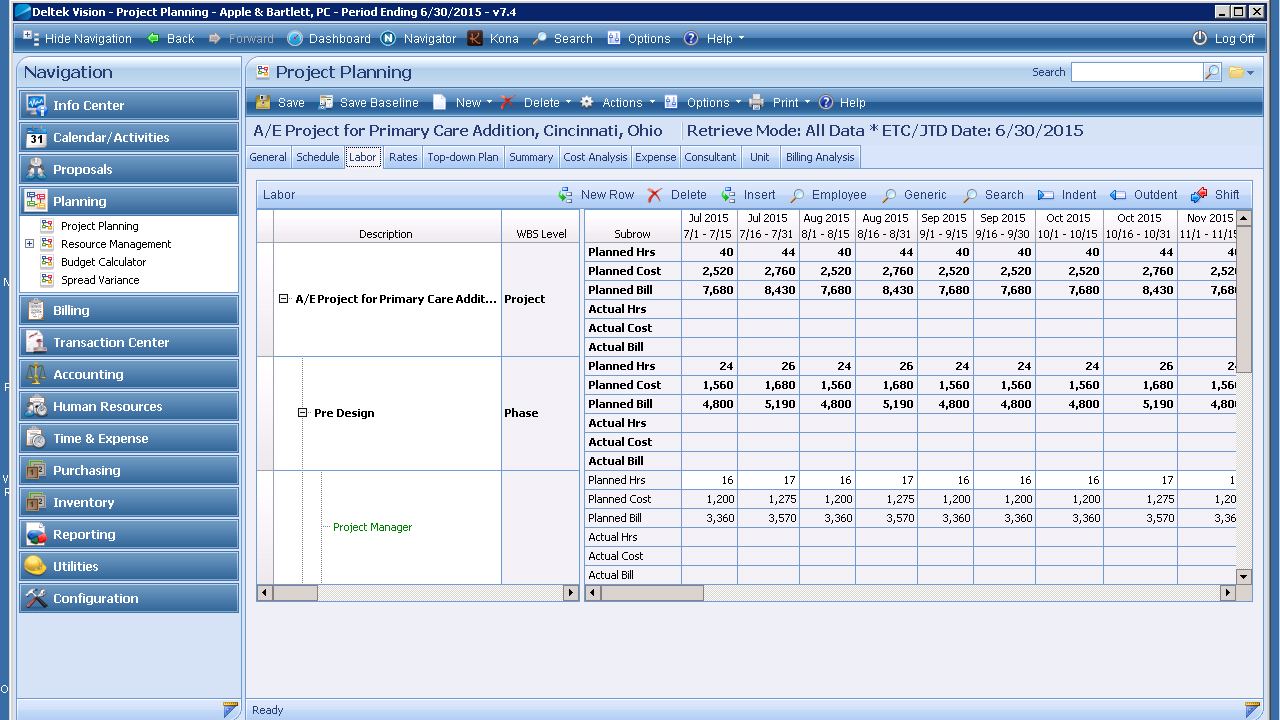 Deltek Vision - Project Planning - Apple & Bartlett, PC - Period Ending 6/30/2015 - v7.4
Hide Navigation Back Forward Dashboard Navigator Kona Search Options Help Log Off
Navigation
Info Center
31 Calendar/Activities
Proposals
Planning
Project Planning
Resource Management
Budget Calculator
Spread Variance
Billing
Transaction Center
Accounting
Human Resources
Time & Expense
Purchasing
Inventory
Reporting
Utilities
Configuration
Project Planning Search
Save Save Baseline New Delete Actions Options Print Help
A/E Project for Primary Care Addition, Cincinnati, Ohio Retrieve Mode: All Data * ETC/JTD Date: 6/30/2015
General Schedule Labor Rates Top-down Plan Summary Cost Analysis Expense Consultant Unit Billing Analysis
Labor New Row Delete Insert Employee Generic Search Indent Outdent Shift
Jul 2015 Jul 2015 Aug 2015 Aug 2015 Sep 2015 Sep 2015 Oct 2015 Oct 2015 Nov 2015
Description WBS Level Subrow 7/1 - 7/15 7/16 - 7/31 8/1 - 8/15 8/16 - 8/31 9/1 - 9/15 9/16 - 9/30 10/1 - 10/15 10/16 - 10/31 11/1 - 11/15
Planned Hrs 40 44 40 44 40 40 40 44 4
Planned Cost 2,520 2,760 2,520 2,760 2,520 2,520 2,520 2,760 2,52
Planned Bill 7,680 8,430 7,680 8,430 7,680 7,680 7,680 8,430 7,68
A/E Project for Primary Care Addit... Project
Actual Hrs
Actual Cost
Actual Bill
Planned Hrs 24 26 24 26 24 24 24 26 2
Planned Cost 1,560 1,680 1,560 1,680 1,560 1,560 1,560 1,680 1,56
Planned Bill 4,800 5,190 4,800 5,190 4,800 4,800 4,800 5,190 4,80
Pre Design Phase
Actual Hrs
Actual Cost
Actual Bill
Planned Hrs 16 17 16 17 16 16 16 17 1
Planned Cost 1,200 1,275 1,200 1,275 1,200 1,200 1,200 1,275 1,20
Planned Bill 3,360 3,570 3,360 3,570 3,360 3,360 3,360 3,570 3,36
Project Manager
Actual Hrs
Actual Cost
Actual Bill
Ready